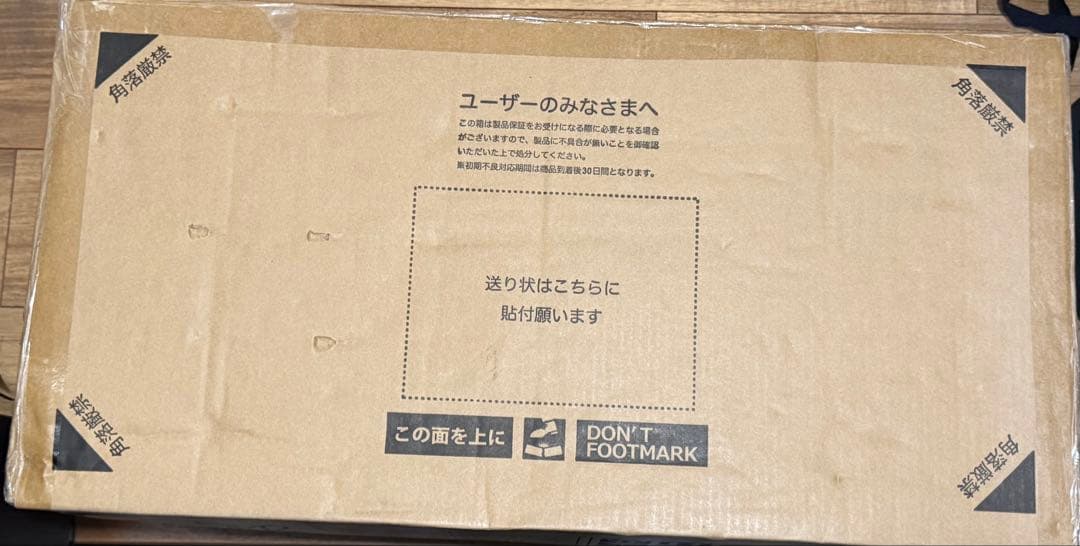 角落厳禁
角落厳禁
ユーザーのみなさまへ
この箱は製品保証をお受けになる際に必要となる場合
がございますので、製品に不具合が無いことを御確認
いただいた上で処分してください。
※初期不良対応期間は商品到着後30日間となります。
送り状はこちらに
貼付願います
この面を上に
DON'T
FOOTMARK
角落厳禁
角落厳禁